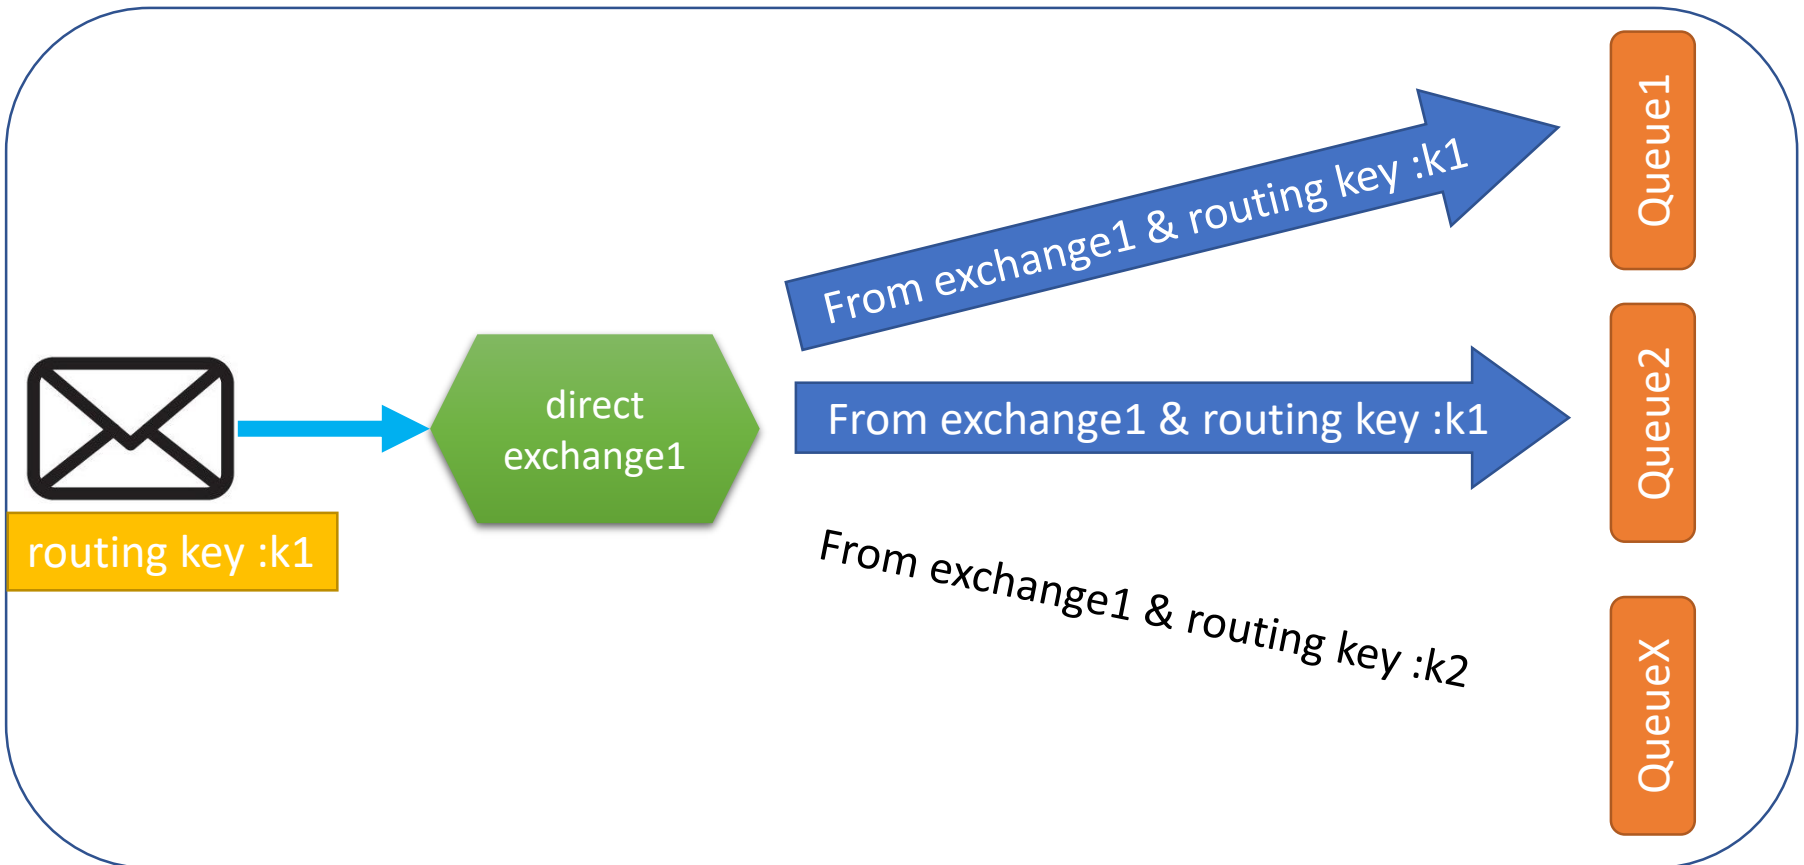 routing key :k1
direct
exchange1
From exchange1 & routing key :k1
From exchange1 & routing key :k1
From exchange1 & routing key :k2
Queue1
Queue2
QueueX